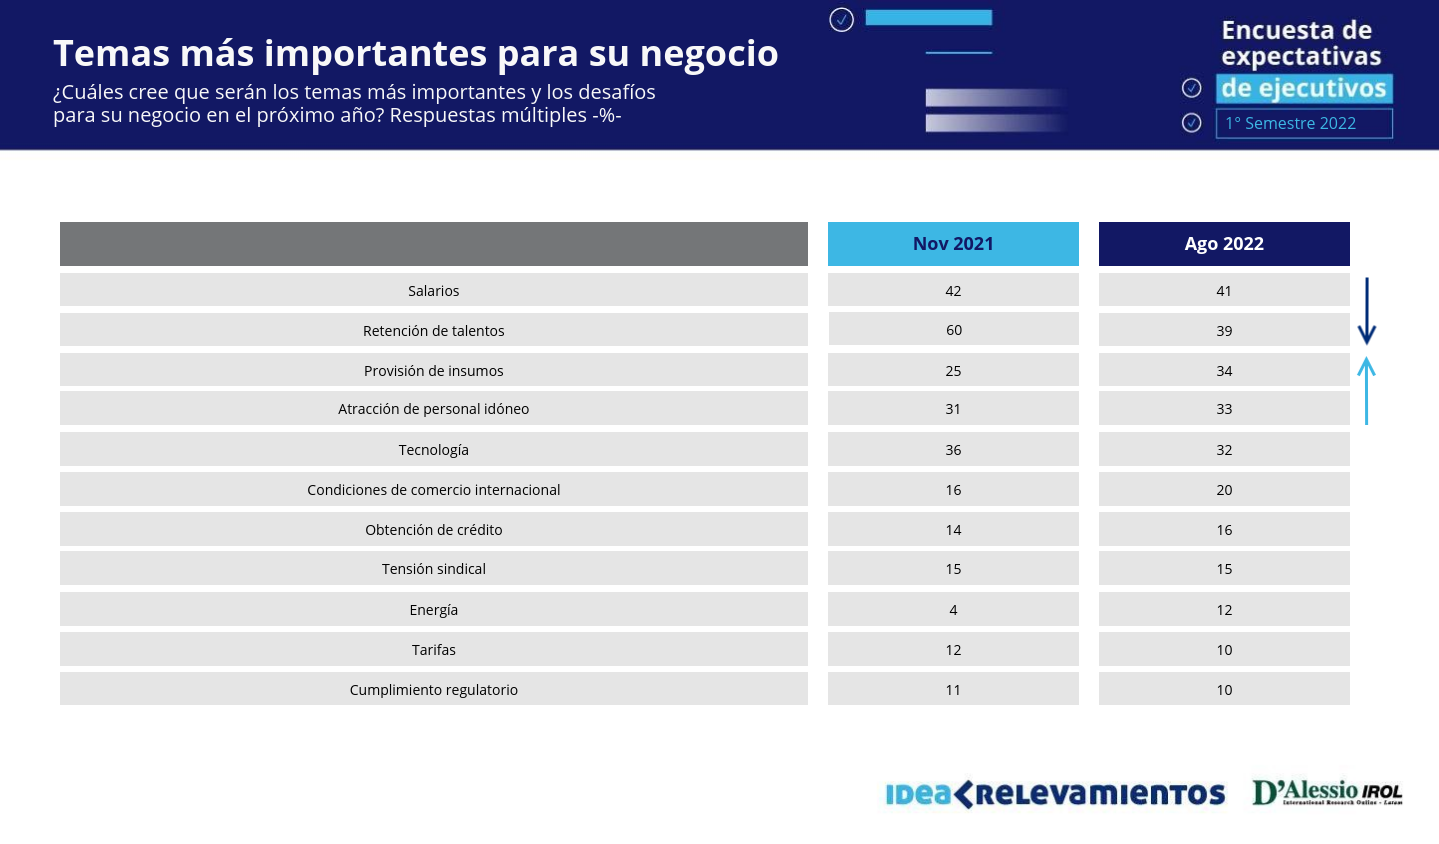 Temas más importantes para su negocio
¿Cuáles cree que serán los temas más importantes y los desafíos
para su negocio en el próximo año? Respuestas múltiples -%-
Encuesta de
expectativas
de ejecutivos
1° Semestre 2022
Nov 2021 Ago 2022
Salarios 42 41
Retención de talentos 60 39
Provisión de insumos 25 34
Atracción de personal idóneo 31 33
Tecnología 36 32
Condiciones de comercio internacional 16 20
Obtención de crédito 14 16
Tensión sindical 15 15
Energía 4 12
Tarifas 12 10
Cumplimiento regulatorio 11 10
IDEA RELEVAMIENTOS D'Alessio IROL
International Research Online - Latam